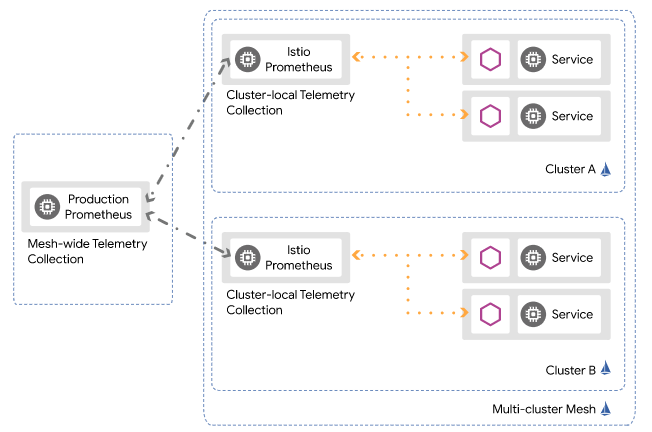 Istio
Prometheus
Service
Cluster-local Telemetry
Collection
Service
Cluster A
Production
Prometheus
Mesh-wide Telemetry
Collection
Istio
Prometheus
Service
Cluster-local Telemetry
Collection
Service
Cluster B
Multi-cluster Mesh